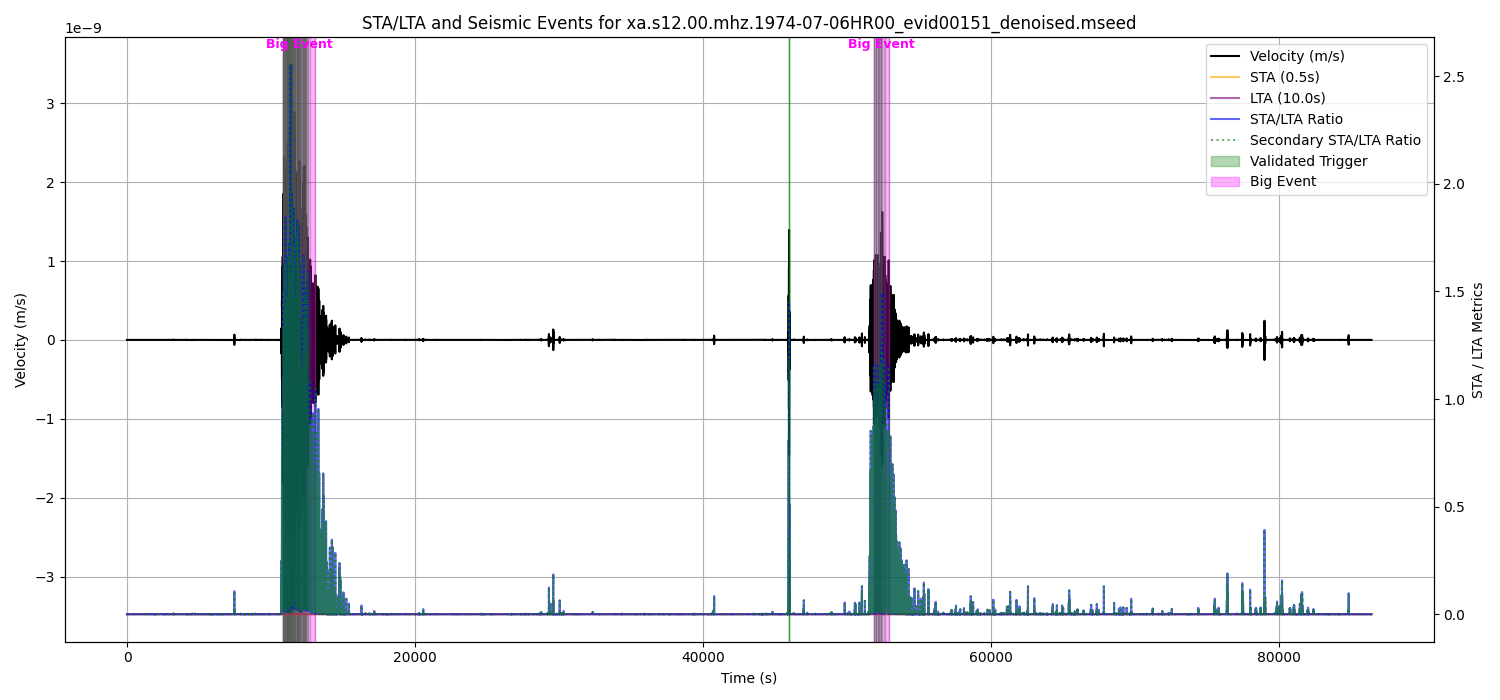 STA/LTA and Seismic Events for xa.s12.00.mhz.1974-07-06HR00_evid00151_denoised.mseed
1e−9
Big Event
Big Event
Velocity (m/s)
STA (0.5s)
LTA (10.0s)
STA/LTA Ratio
Secondary STA/LTA Ratio
Validated Trigger
Big Event
3
2
1
0
−1
−2
−3
Velocity (m/s)
2.5
2.0
1.5
1.0
0.5
0.0
STA / LTA Metrics
0
20000
40000
60000
80000
Time (s)